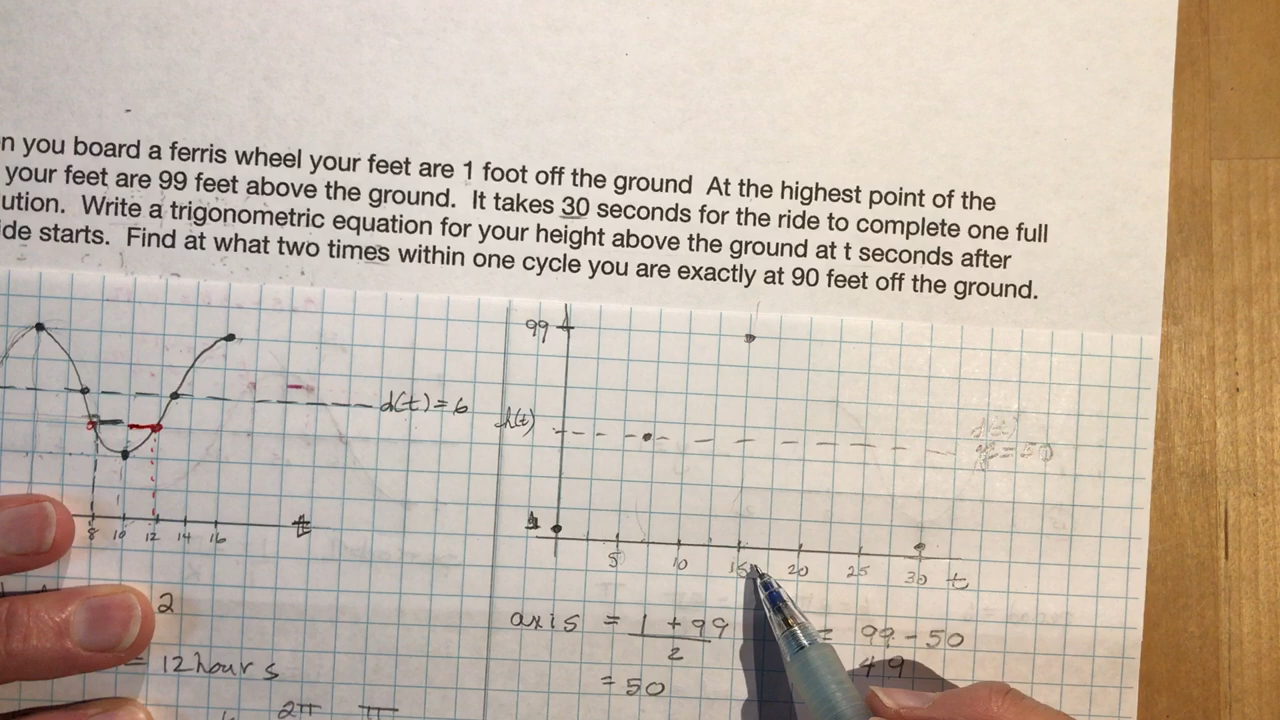 n you board a ferris wheel your feet are 1 foot off the ground At the highest point of the
your feet are 99 feet above the ground. It takes 30 seconds for the ride to complete one full
ution. Write a trigonometric equation for your height above the ground at t seconds after
ide starts. Find at what two times within one cycle you are exactly at 90 feet off the ground.
99
d(t) = 6
h(t)
= 50
1
8 10 12 14 16 t
5 10 15 20 25 30 t
2
= 12 hours
2π π
axis = 1 + 99
2
= 50
= 99 - 50
49